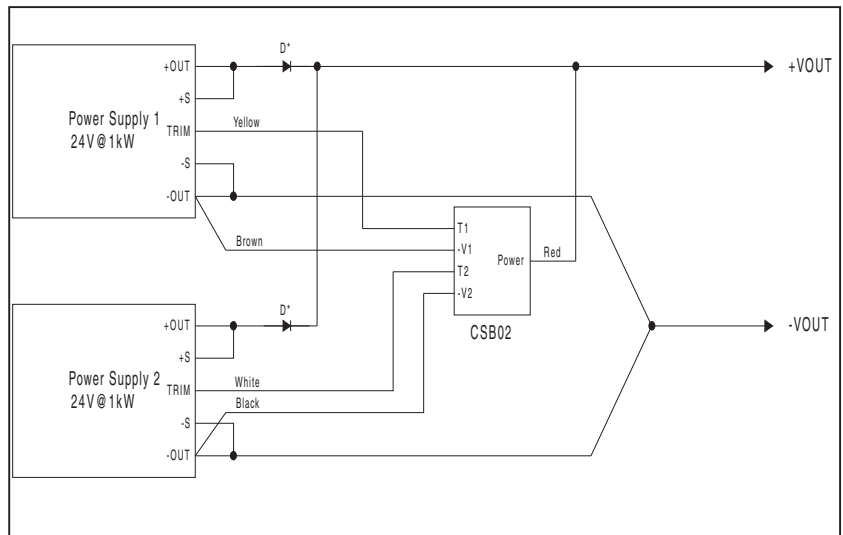 D*
+OUT
+VOUT
+S
Power Supply 1
24V@1kW
TRIM
Yellow
-S
-OUT
T1
Brown
-V1
Power
Red
T2
-V2
D*
+OUT
-VOUT
CSB02
+S
Power Supply 2
24V@1kW
TRIM
White
Black
-S
-OUT